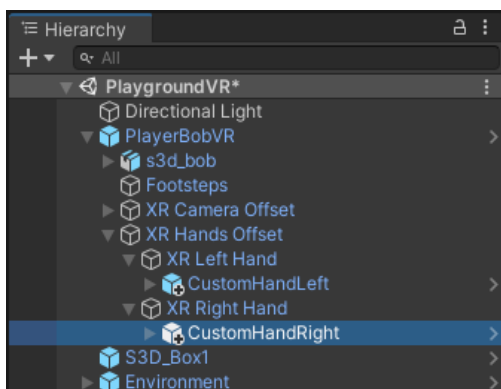 Hierarchy
All
PlaygroundVR*
Directional Light
PlayerBobVR
s3d_bob
Footsteps
XR Camera Offset
XR Hands Offset
XR Left Hand
CustomHandLeft
XR Right Hand
CustomHandRight
S3D_Box1
Environment